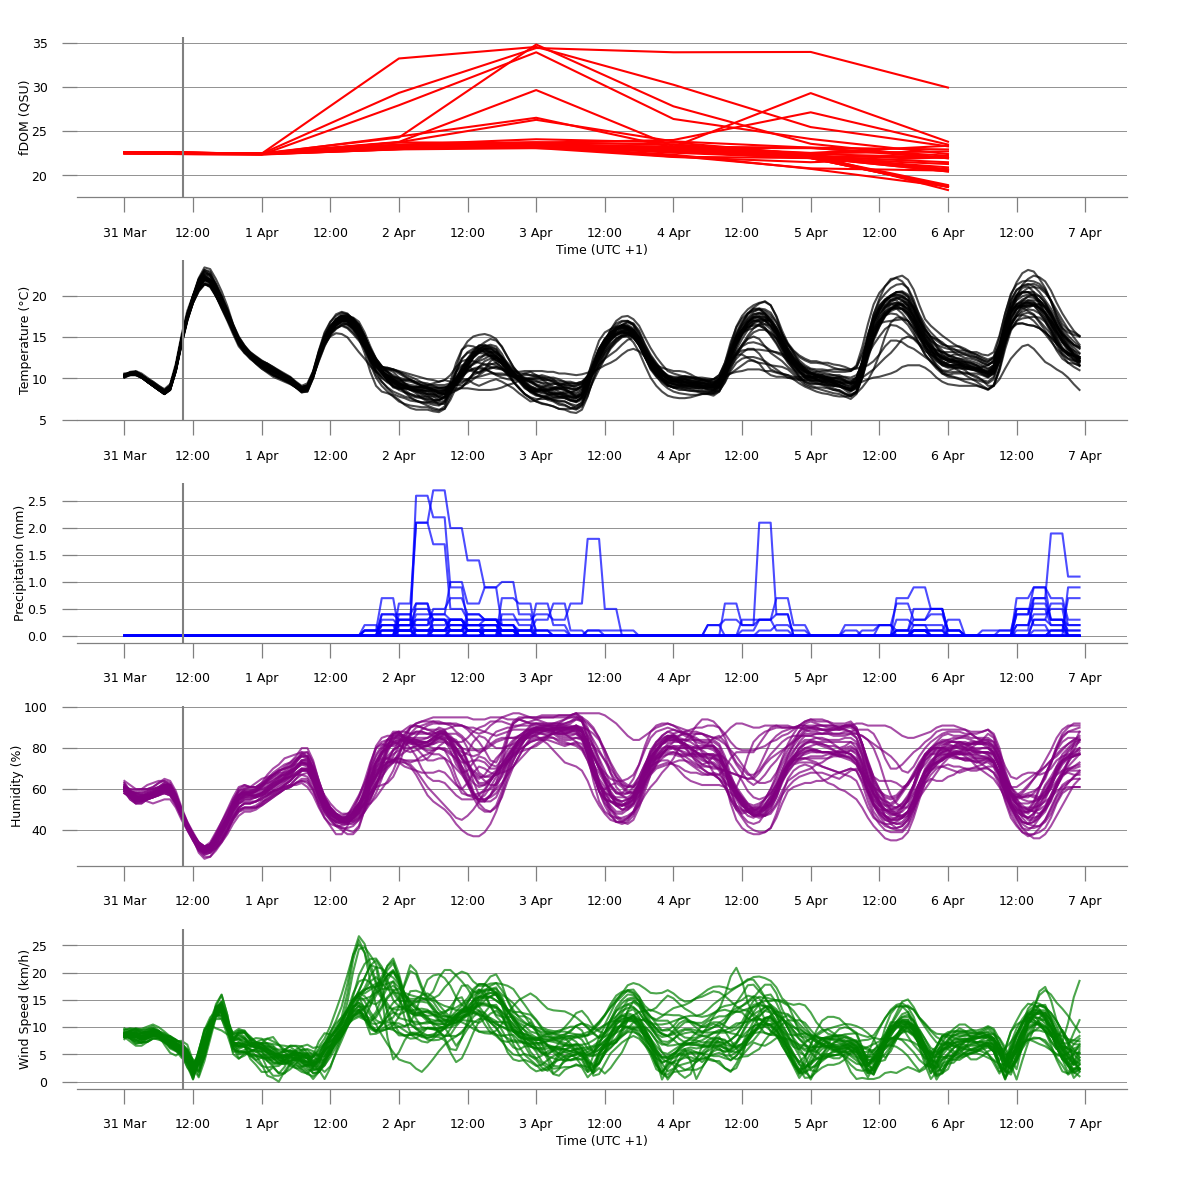 fDOM (QSU)
35
30
25
20
31 Mar 12:00 1 Apr 12:00 2 Apr 12:00 3 Apr 12:00 4 Apr 12:00 5 Apr 12:00 6 Apr 12:00 7 Apr
Time (UTC +1)
Temperature (°C)
20
15
10
5
31 Mar 12:00 1 Apr 12:00 2 Apr 12:00 3 Apr 12:00 4 Apr 12:00 5 Apr 12:00 6 Apr 12:00 7 Apr
Precipitation (mm)
2.5
2.0
1.5
1.0
0.5
0.0
31 Mar 12:00 1 Apr 12:00 2 Apr 12:00 3 Apr 12:00 4 Apr 12:00 5 Apr 12:00 6 Apr 12:00 7 Apr
Humidity (%)
100
80
60
40
31 Mar 12:00 1 Apr 12:00 2 Apr 12:00 3 Apr 12:00 4 Apr 12:00 5 Apr 12:00 6 Apr 12:00 7 Apr
Wind Speed (km/h)
25
20
15
10
5
0
31 Mar 12:00 1 Apr 12:00 2 Apr 12:00 3 Apr 12:00 4 Apr 12:00 5 Apr 12:00 6 Apr 12:00 7 Apr
Time (UTC +1)